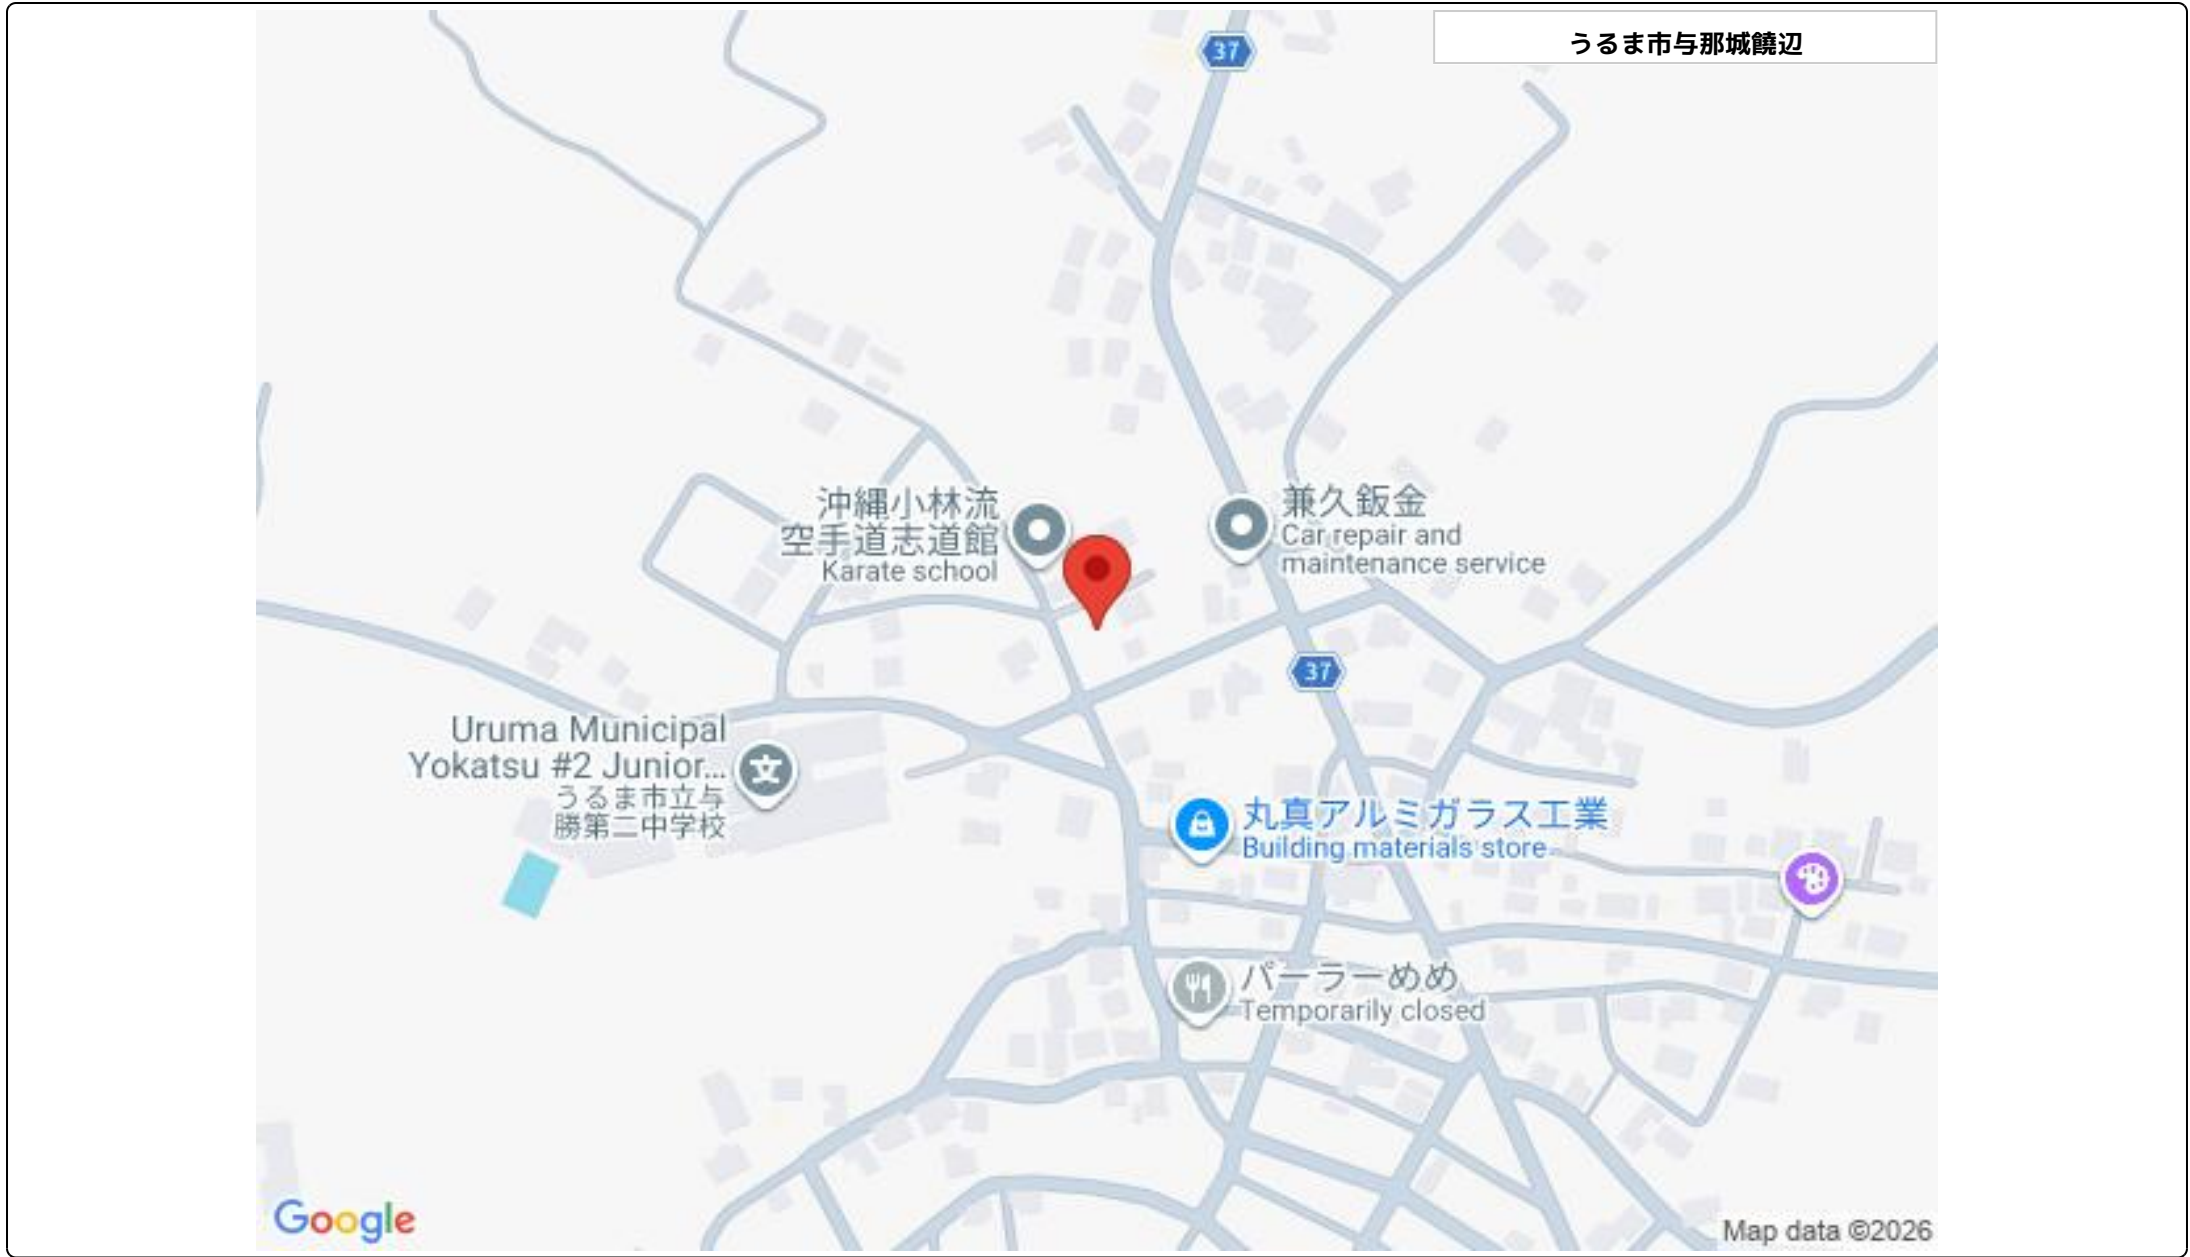 うるま市与那城饒辺
37
沖縄小林流
空手道志道館
Karate school
兼久鈑金
Car repair and
maintenance service
37
Uruma Municipal
Yokatsu #2 Junior...
うるま市立与
勝第二中学校
文
丸真アルミガラス工業
Building materials store
パーラーめめ
Temporarily closed
Google
Map data ©2026